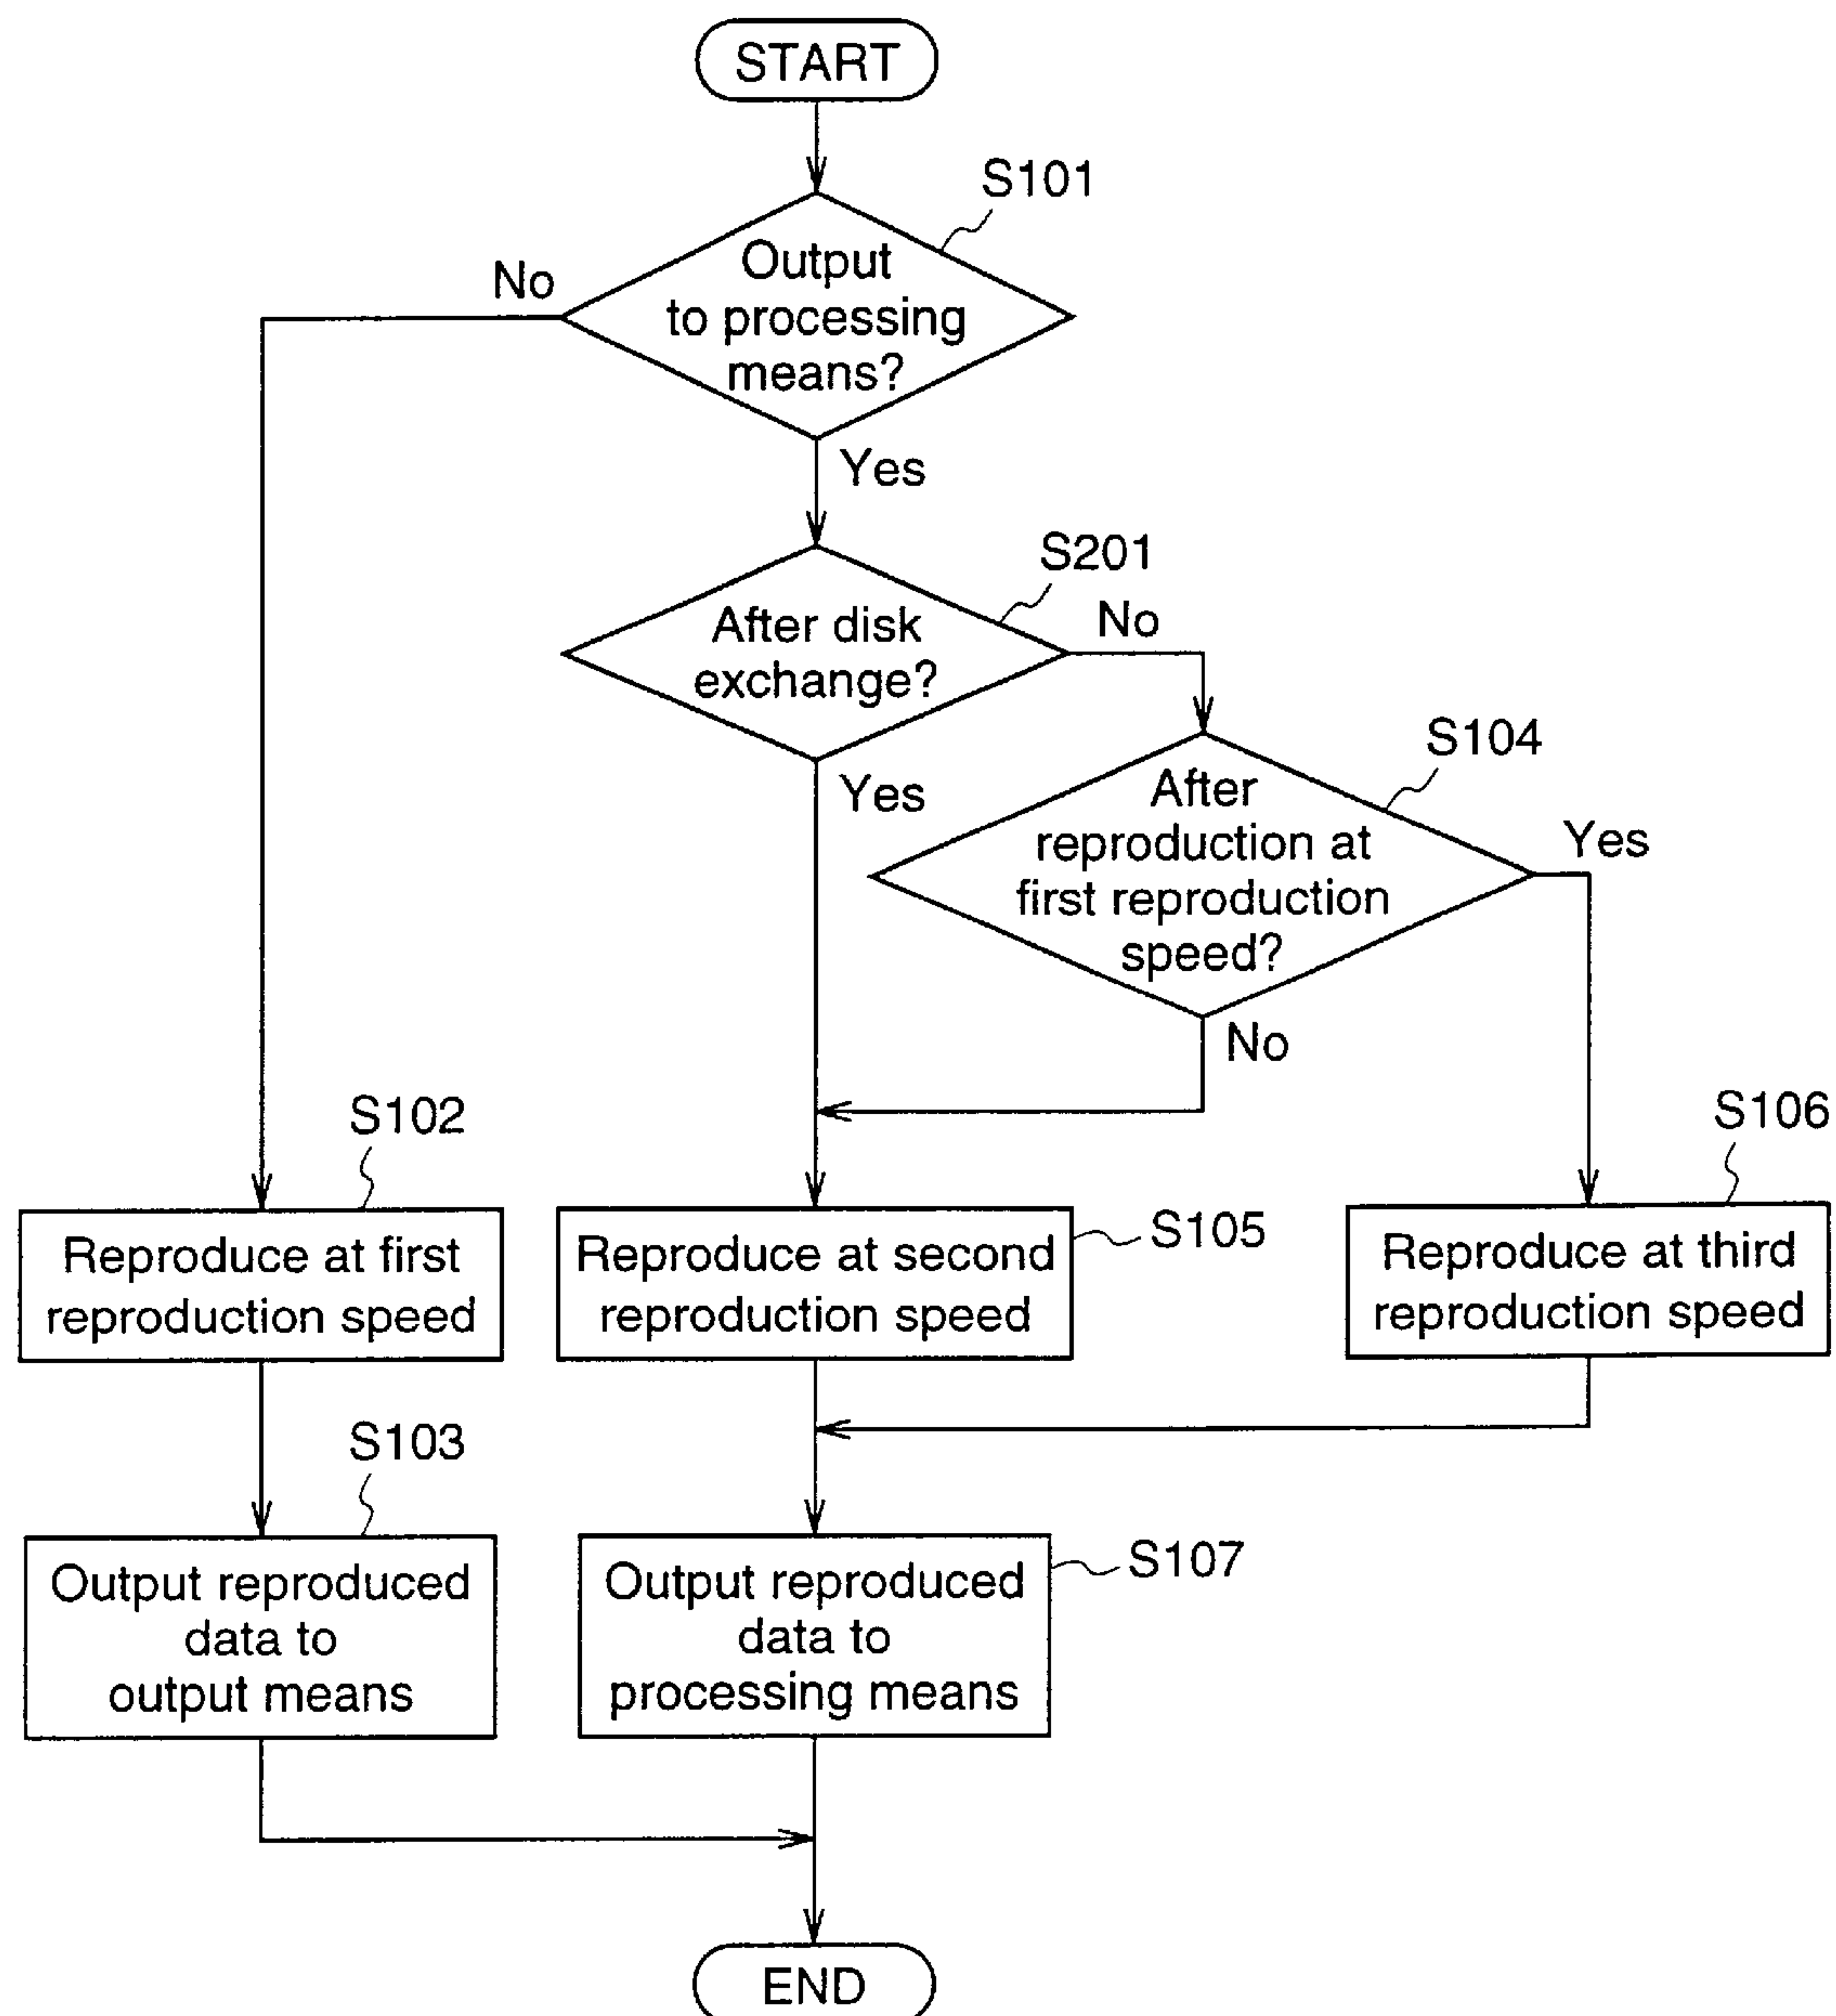 START
S101
No
Output
to processing
means?
Yes
S201
After disk
exchange?
No
Yes
S104
After
reproduction at
first reproduction
speed?
Yes
No
S102
Reproduce at first
reproduction speed
Reproduce at second
reproduction speed
S105
S106
Reproduce at third
reproduction speed
S103
Output reproduced
data to
output means
Output reproduced
data to
processing means
S107
END